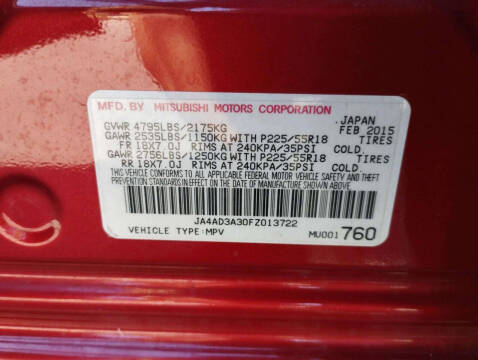 MFD. BY MITSUBISHI MOTORS CORPORATION
JAPAN
GVWR 4795LBS/2175KG FEB 2015
GAWR 2535LBS/1150KG WITH P225/55R18 TIRES
FR 18X7.0J RIMS AT 240KPA/35PSI COLD.
GAWR 2756LBS/1250KG WITH P225/55R18 TIRES
RR 18X7.0J RIMS AT 240KPA/35PSI COLD.
THIS VEHICLE CONFORMS TO ALL APPLICABLE FEDERAL MOTOR VEHICLE SAFETY AND THEFT
PREVENTION STANDARDS IN EFFECT ON THE DATE OF MANUFACTURE SHOWN ABOVE.
JA4AD3A30FZ013722
VEHICLE TYPE:MPV MU001 760